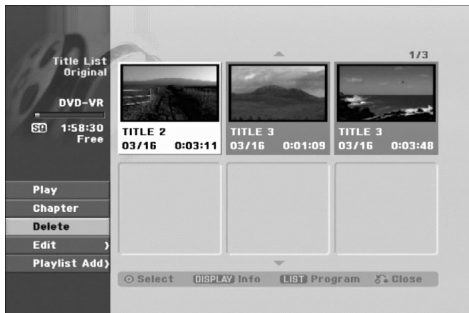 Title List
Original
1/3
DVD-VR
SQ 1:58:30
Free
TITLE 2
03/16 0:03:11
TITLE 3
03/16 0:01:09
TITLE 3
03/16 0:03:48
Play
Chapter
Delete
Edit
Playlist Add
Select DISPLAY Info LIST Program Close